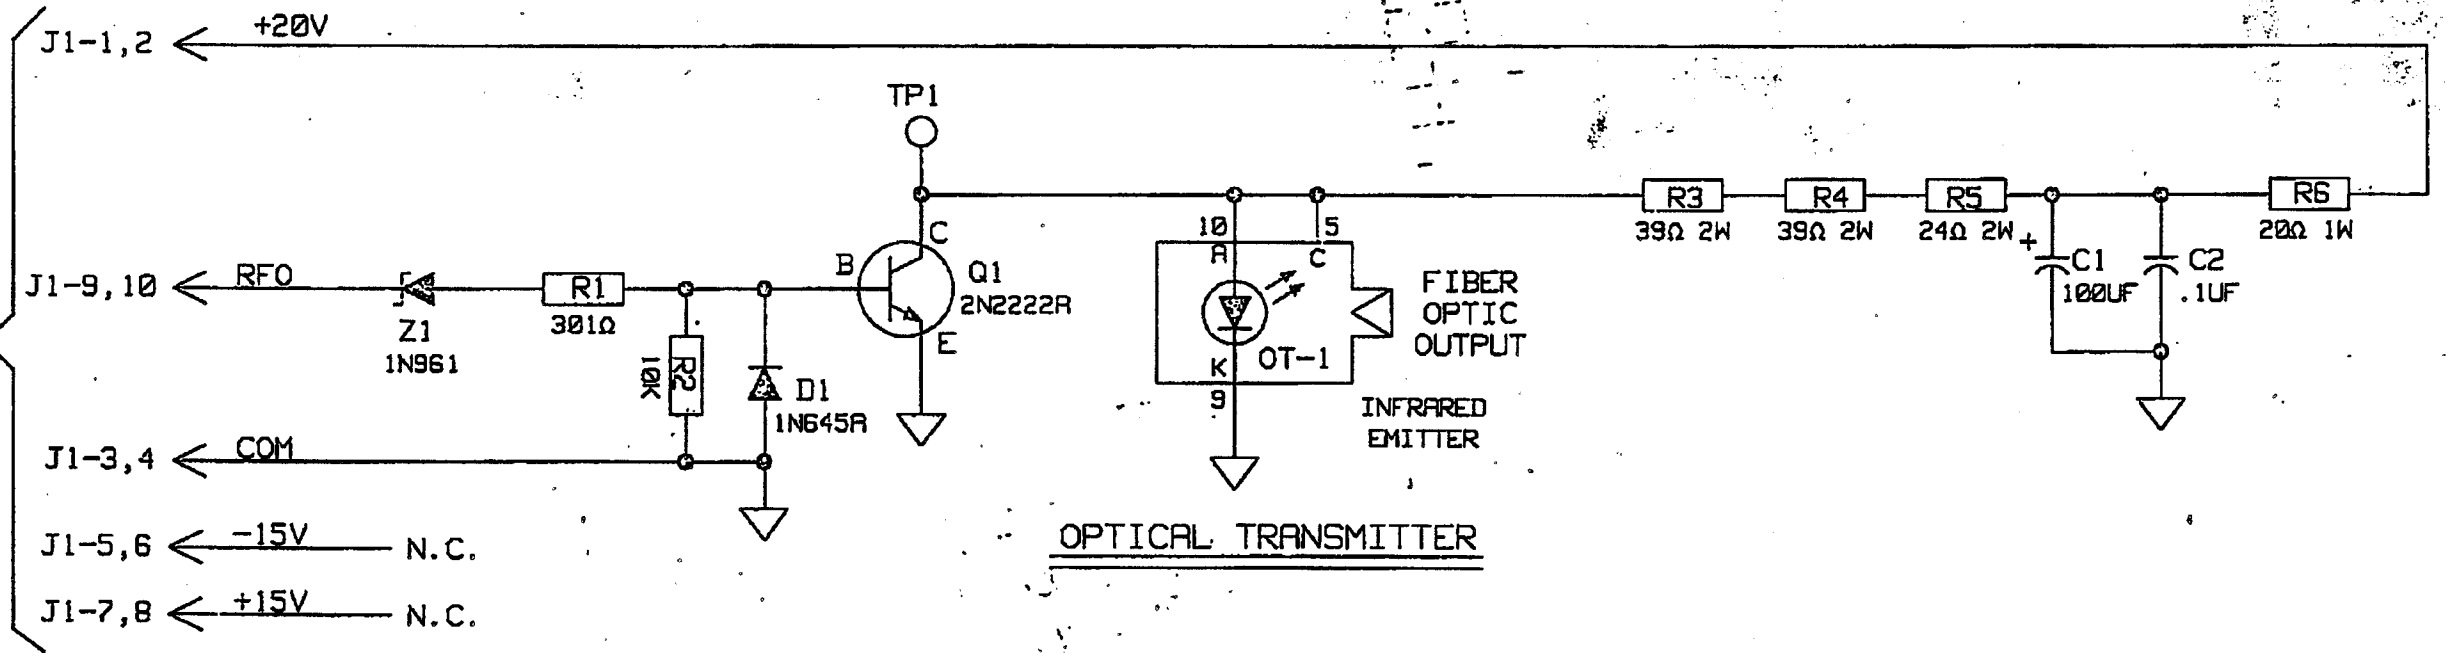 J1-1,2 +20V
TP1
C
B
Q1
2N2222A
E
J1-9,10 RFO
Z1
1N961
R1
301Ω
R2
10K
D1
1N645A
J1-3,4 COM
J1-5,6 -15V N.C.
J1-7,8 +15V N.C.
10
5
A
C
K
9
OT-1
FIBER
OPTIC
OUTPUT
INFRARED
EMITTER
R3
39Ω 2W
R4
39Ω 2W
R5
24Ω 2W
+
C1
100UF
C2
.1UF
R6
20Ω 1W
OPTICAL TRANSMITTER